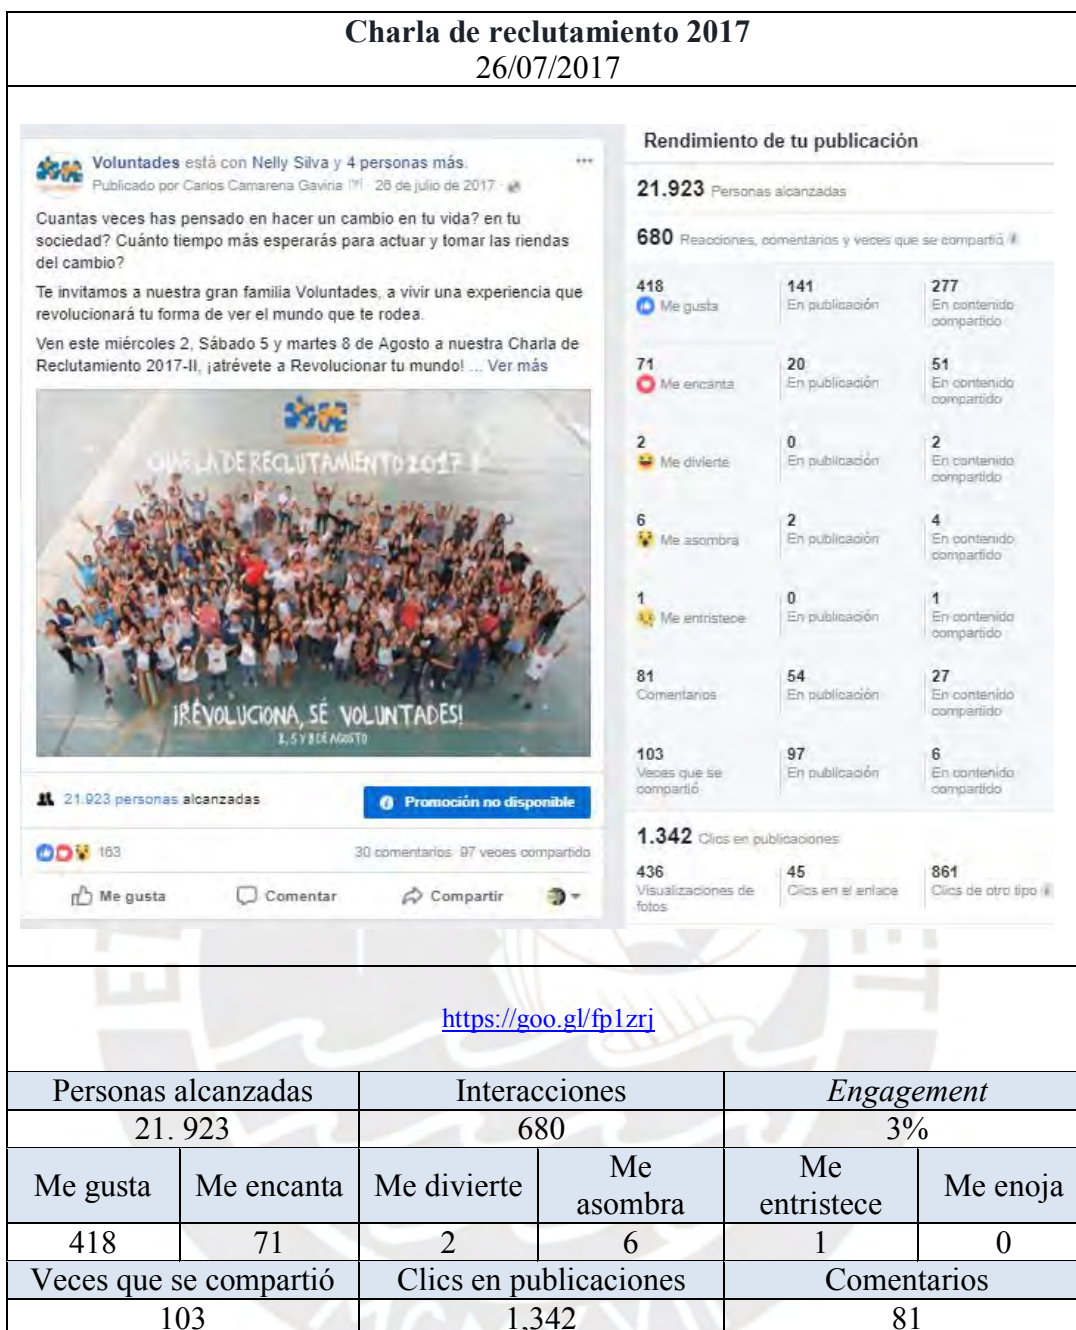 Charla de reclutamiento 2017
26/07/2017
Voluntades está con Nelly Silva y 4 personas más.
Publicado por Carlos Camarena Gaviria · 26 de julio de 2017 ·
Cuantas veces has pensado en hacer un cambio en tu vida? en tu
sociedad? Cuánto tiempo más esperarás para actuar y tomar las riendas
del cambio?
Te invitamos a nuestra gran familia Voluntades, a vivir una experiencia que
revolucionará tu forma de ver el mundo que te rodea.
Ven este miércoles 2, Sábado 5 y martes 8 de Agosto a nuestra Charla de
Reclutamiento 2017-II, ¡atrévete a Revolucionar tu mundo! ... Ver más
CHARLA DE RECLUTAMIENTO 2017
¡REVOLUCIONA, SÉ VOLUNTADES!
2, 5 Y 8 DE AGOSTO
21.923 personas alcanzadas
Promoción no disponible
163
30 comentarios 97 veces compartido
Me gusta Comentar Compartir
Rendimiento de tu publicación
21.923 Personas alcanzadas
680 Reacciones, comentarios y veces que se compartió
418 141 277
Me gusta En publicación En contenido
compartido
71 20 51
Me encanta En publicación En contenido
compartido
2 0 2
Me divierte En publicación En contenido
compartido
6 2 4
Me asombra En publicación En contenido
compartido
1 0 1
Me entristece En publicación En contenido
compartido
81 54 27
Comentarios En publicación En contenido
compartido
103 97 6
Veces que se En publicación En contenido
compartió compartido
1.342 Clics en publicaciones
436 45 861
Visualizaciones de Clics en el enlace Clics de otro tipo
fotos
https://goo.gl/fp1zrj
Personas alcanzadas Interacciones Engagement
21. 923 680 3%
Me gusta Me encanta Me divierte Me asombra Me entristece Me enoja
418 71 2 6 1 0
Veces que se compartió Clics en publicaciones Comentarios
103 1,342 81